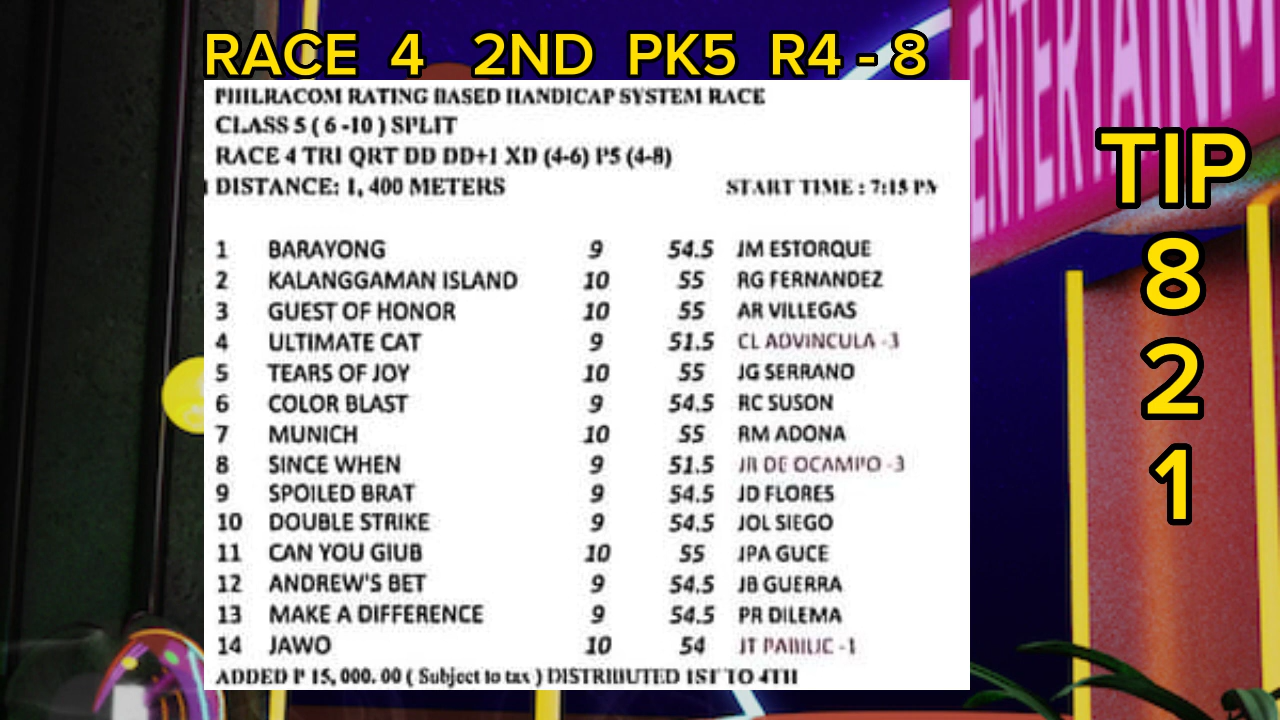 RACE 4 2ND PK5 R4 - 8
PHILRACOM RATING BASED HANDICAP SYSTEM RACE
CLASS 5 ( 6 -10 ) SPLIT
RACE 4 TRI QRT DD DD+1 XD (4-6) P5 (4-8)
DISTANCE: 1, 400 METERS START TIME : 7:15 PM
1 BARAYONG 9 54.5 JM ESTORQUE
2 KALANGGAMAN ISLAND 10 55 RG FERNANDEZ
3 GUEST OF HONOR 10 55 AR VILLEGAS
4 ULTIMATE CAT 9 51.5 CL ADVINCULA -3
5 TEARS OF JOY 10 55 JG SERRANO
6 COLOR BLAST 9 54.5 RC SUSON
7 MUNICH 10 55 RM ADONA
8 SINCE WHEN 9 51.5 JR DE OCAMPO -3
9 SPOILED BRAT 9 54.5 JD FLORES
10 DOUBLE STRIKE 9 54.5 JOL SIEGO
11 CAN YOU GIUB 10 55 JPA GUCE
12 ANDREW'S BET 9 54.5 JB GUERRA
13 MAKE A DIFFERENCE 9 54.5 PR DILEMA
14 JAWO 10 54 JT PABILIC -1
ADDED P 15, 000. 00 ( Subject to tax ) DISTRIBUTED 1ST TO 4TH
ENTERTAINM
TIP
8
2
1